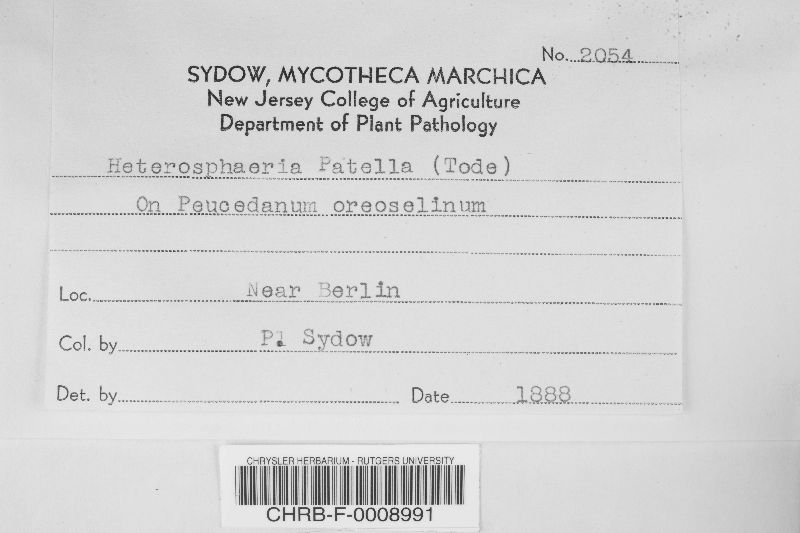 No. 2054
SYDOW, MYCOTHECA MARCHICA
New Jersey College of Agriculture
Department of Plant Pathology
Heterosphaeria Patella (Tode)
On Peucedanum oreoselinum
Loc. Near Berlin
Col. by P. Sydow
Det. by
Date 1888
CHRYSLER HERBARIUM - RUTGERS UNIVERSITY
CHRB-F-0008991